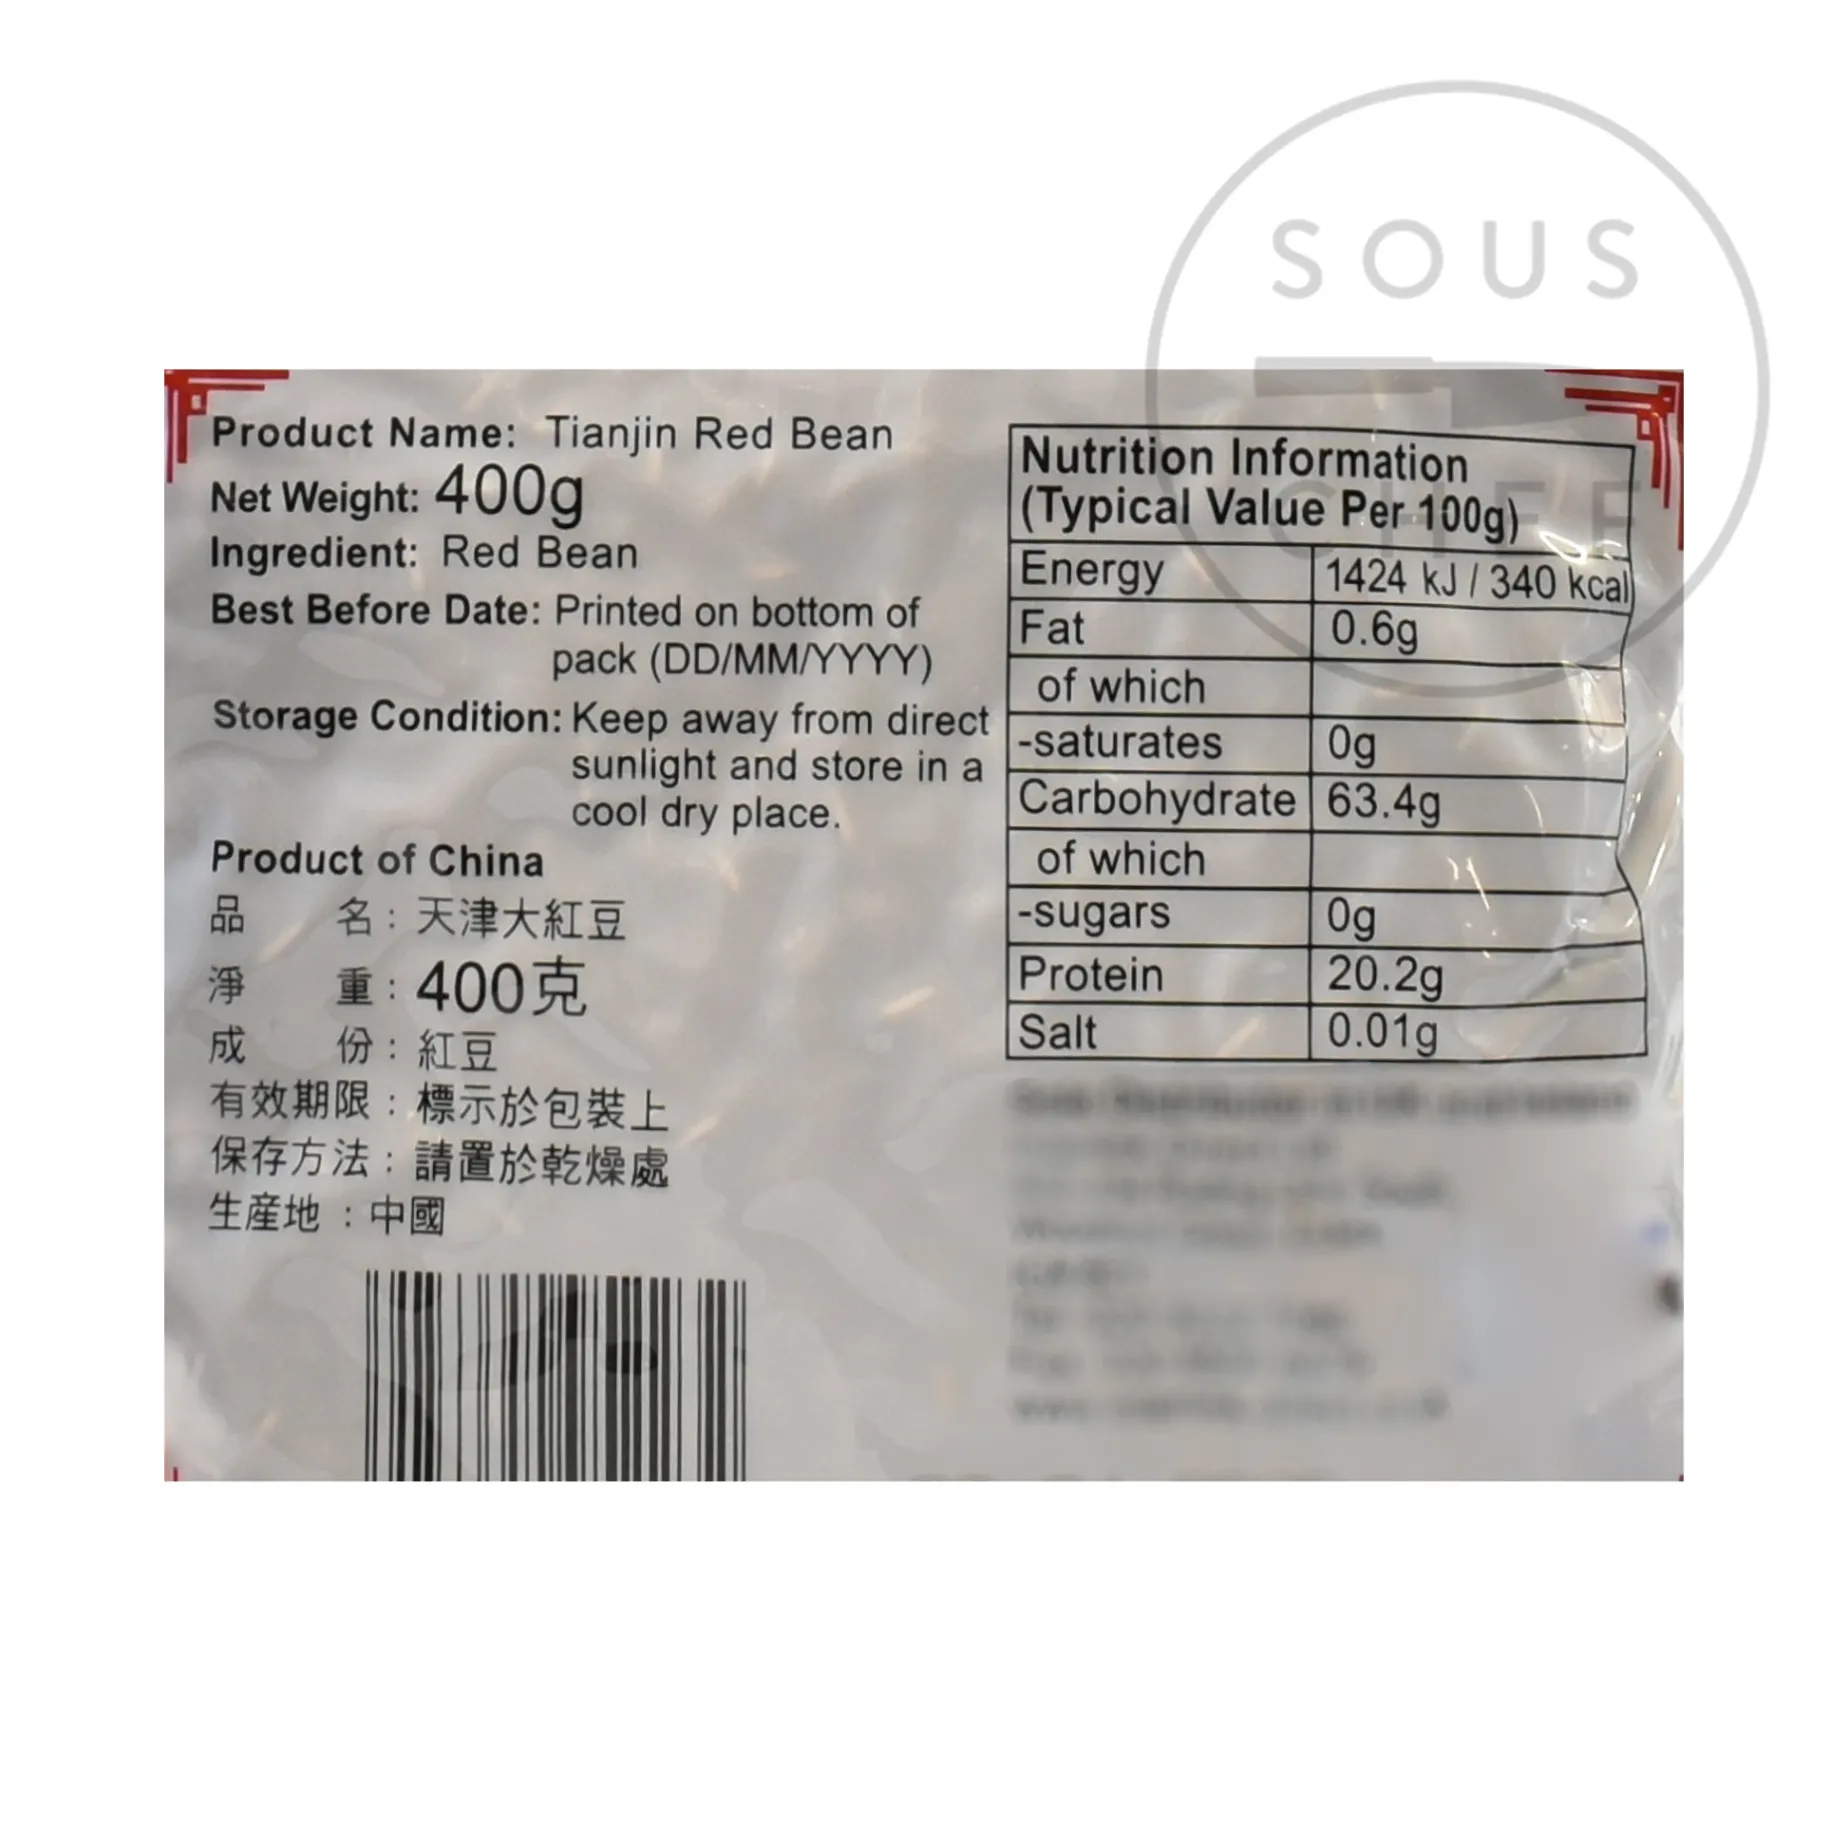 SOUS
CHEF
Product Name: Tianjin Red Bean
Net Weight: 400g
Ingredient: Red Bean
Best Before Date: Printed on bottom of
pack (DD/MM/YYYY)
Storage Condition: Keep away from direct
sunlight and store in a
cool dry place.
Product of China
品 名: 天津大紅豆
淨 重: 400克
成 份: 紅豆
有效期限: 標示於包裝上
保存方法: 請置於乾燥處
生産地: 中國
Nutrition Information
(Typical Value Per 100g)
Energy 1424 kJ / 340 kcal
Fat 0.6g
of which
-saturates 0g
Carbohydrate 63.4g
of which
-sugars 0g
Protein 20.2g
Salt 0.01g